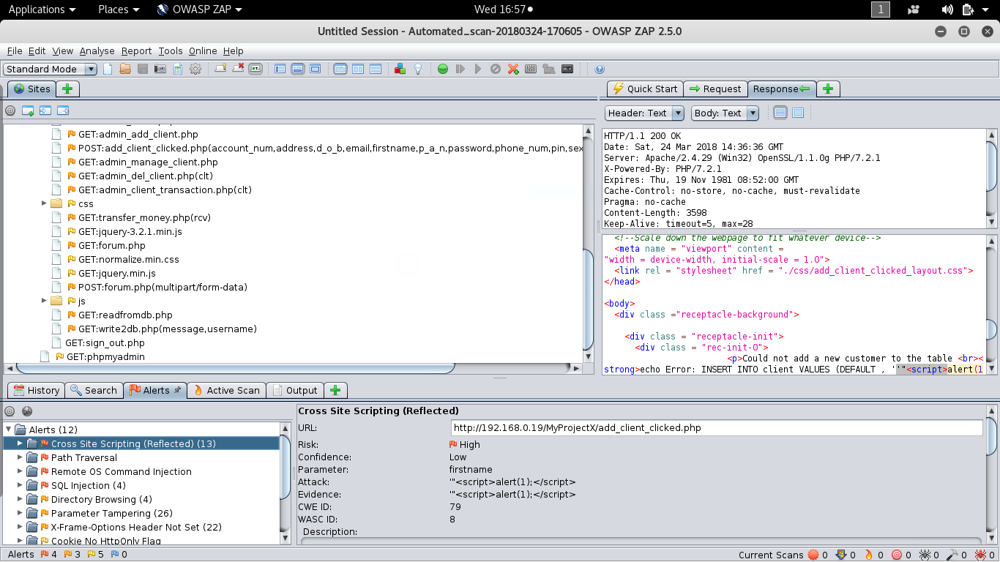 Applications Places OWASP ZAP Wed 16:57 1
Untitled Session - Automated_scan-20180324-170605 - OWASP ZAP 2.5.0
File Edit View Analyse Report Tools Online Help
Standard Mode
Sites
GET:admin_add_client.php
POST:add_client_clicked.php(account_num,address,d_o_b,email,firstname,p_a_n,password,phone_num,pin,sex
GET:admin_manage_client.php
GET:admin_del_client.php(clt)
GET:admin_client_transaction.php(clt)
css
GET:transfer_money.php(rcv)
GET:jquery-3.2.1.min.js
GET:forum.php
GET:normalize.min.css
GET:jquery.min.js
POST:forum.php(multipart/form-data)
js
GET:readfromdb.php
GET:write2db.php(message,username)
GET:sign_out.php
GET:phpmyadmin
Quick Start Request Response
Header: Text Body: Text
HTTP/1.1 200 OK
Date: Sat, 24 Mar 2018 14:36:36 GMT
Server: Apache/2.4.29 (Win32) OpenSSL/1.1.0g PHP/7.2.1
X-Powered-By: PHP/7.2.1
Expires: Thu, 19 Nov 1981 08:52:00 GMT
Cache-Control: no-store, no-cache, must-revalidate
Pragma: no-cache
Content-Length: 3598
Keep-Alive: timeout=5, max=28
<!--Scale down the webpage to fit whatever device-->
<meta name = "viewport" content =
"width = device-width, initial-scale = 1.0">
<link rel = "stylesheet" href = "./css/add_client_clicked_layout.css">
</head>
<body>
<div class ="receptacle-background">
<div class = "receptacle-init">
<div class = "rec-init-0">
<p>Could not add a new customer to the table <br><
strong>echo Error: INSERT INTO client VALUES (DEFAULT , ''"<script>alert(1
History Search Alerts Active Scan Output
Alerts (12)
Cross Site Scripting (Reflected) (13)
Path Traversal
Remote OS Command Injection
SQL Injection (4)
Directory Browsing (4)
Parameter Tampering (26)
X-Frame-Options Header Not Set (22)
Cookie No HttpOnly Flag
Cross Site Scripting (Reflected)
URL: http://192.168.0.19/MyProjectX/add_client_clicked.php
Risk: High
Confidence: Low
Parameter: firstname
Attack: '"<script>alert(1);</script>
Evidence: '"<script>alert(1);</script>
CWE ID: 79
WASC ID: 8
Description:
Alerts 4 3 5 0 Current Scans 0 0 0 0 0 0 0